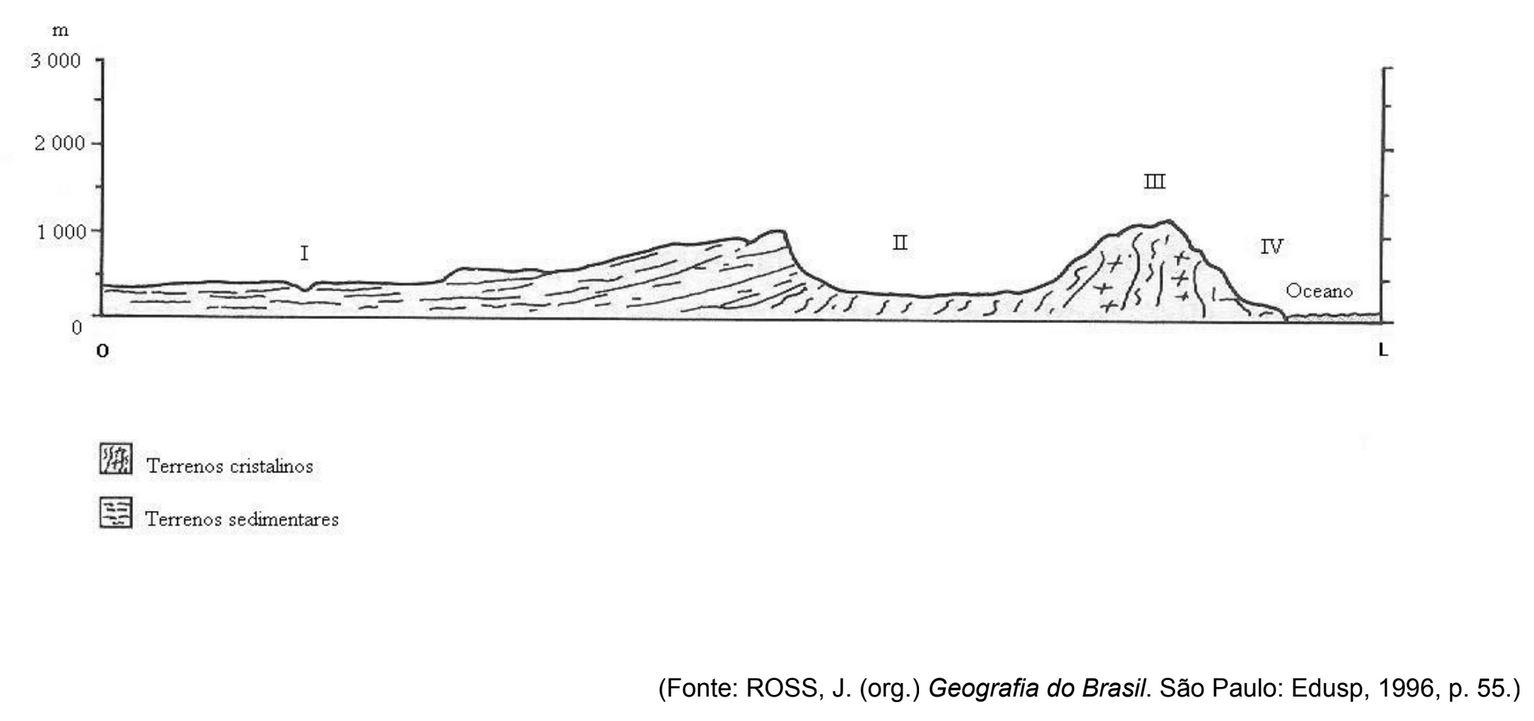 m
3 000
2 000
1 000
0
I
II
III
IV
Oceano
O
L
Terrenos cristalinos
Terrenos sedimentares
(Fonte: ROSS, J. (org.) Geografia do Brasil. São Paulo: Edusp, 1996, p. 55.)